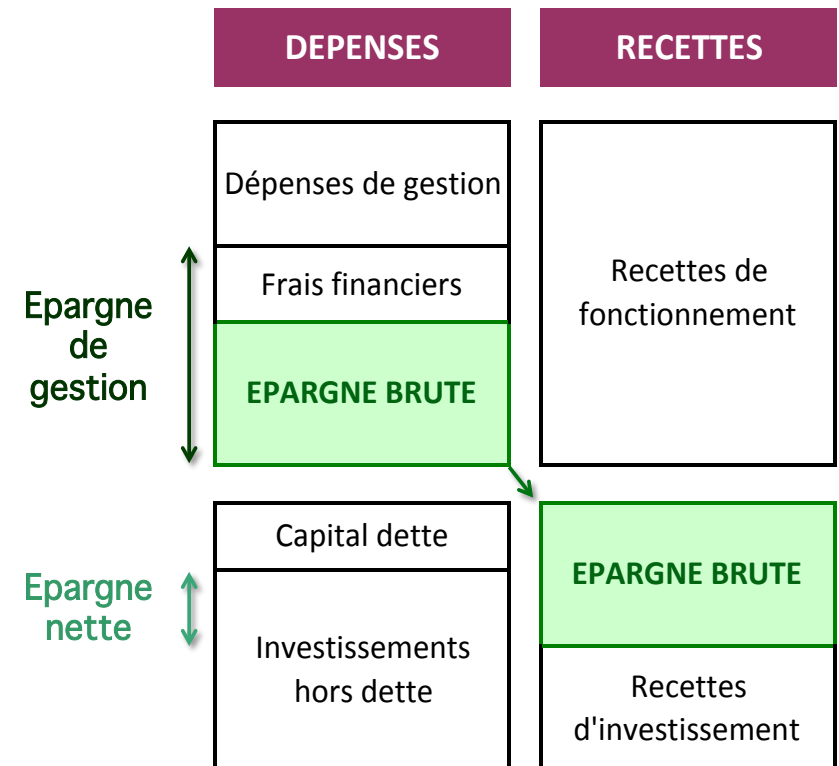 DEPENSES
RECETTES
Dépenses de gestion
Frais financiers
EPARGNE BRUTE
Recettes de
fonctionnement
Epargne
de
gestion
Capital dette
Investissements
hors dette
EPARGNE BRUTE
Recettes
d'investissement
Epargne
nette